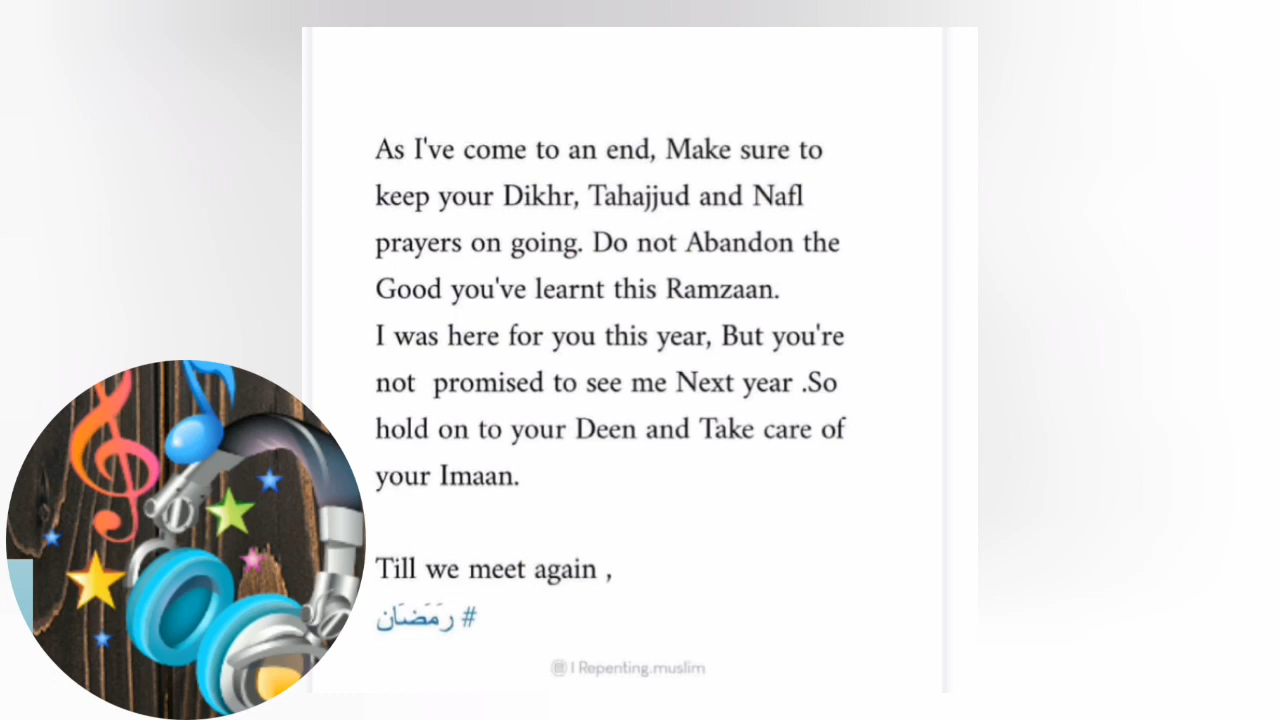 As I've come to an end, Make sure to
keep your Dikhr, Tahajjud and Nafl
prayers on going. Do not Abandon the
Good you've learnt this Ramzaan.
I was here for you this year, But you're
not  promised to see me Next year .So
hold on to your Deen and Take care of
your Imaan.
Till we meet again ,
# رَمَضَان
I Repenting.muslim